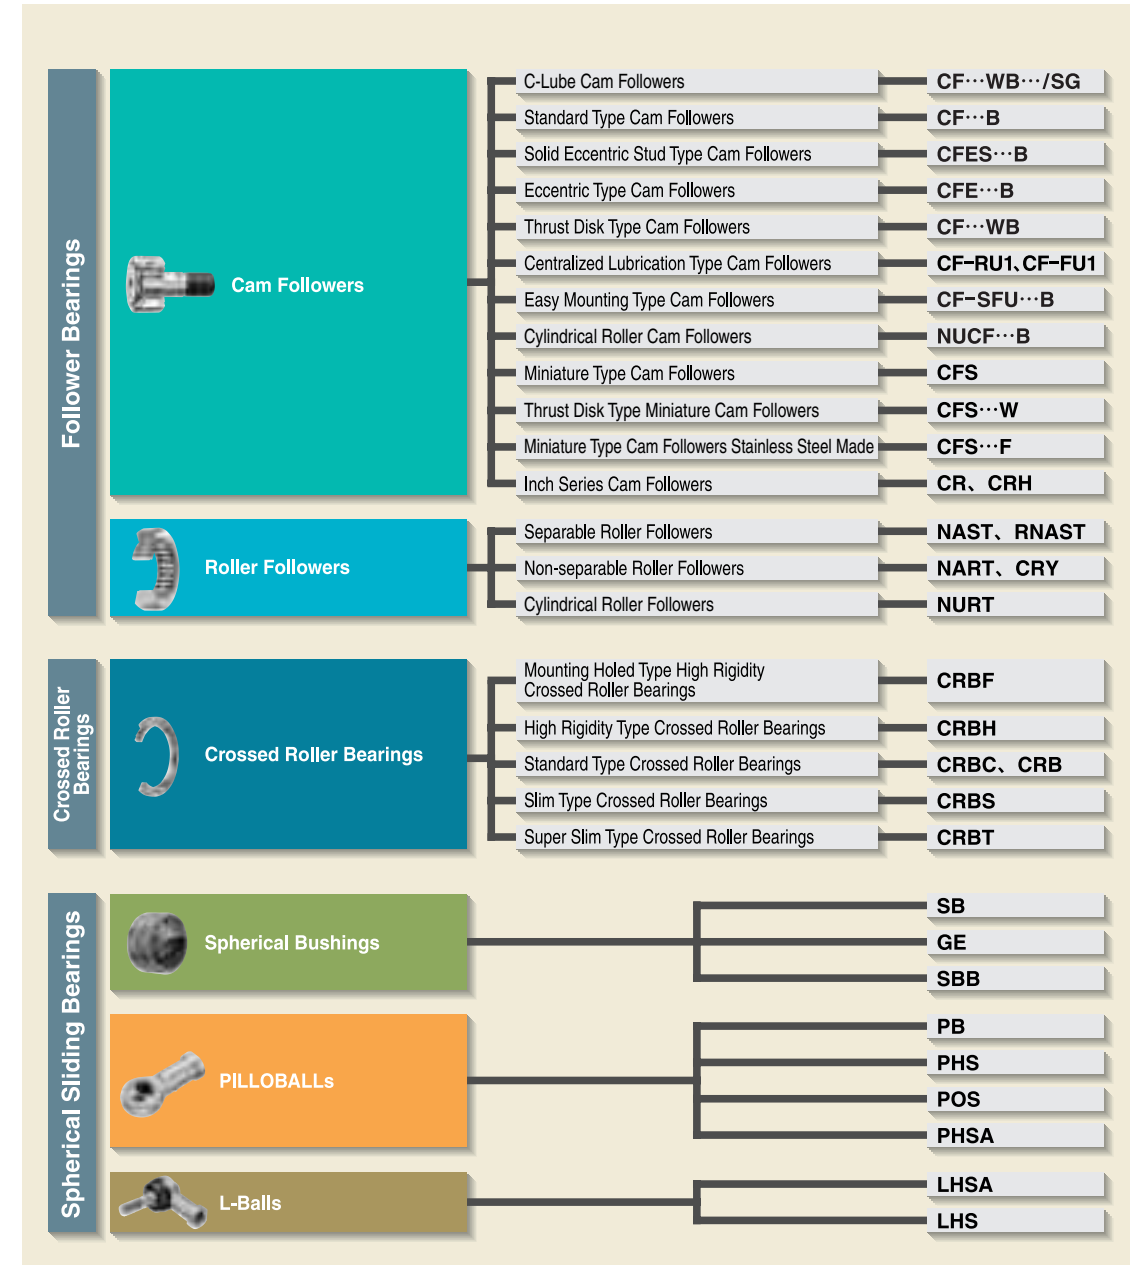 Follower Bearings
Cam Followers
C-Lube Cam Followers
CF···WB···/SG
Standard Type Cam Followers
CF···B
Solid Eccentric Stud Type Cam Followers
CFES···B
Eccentric Type Cam Followers
CFE···B
Thrust Disk Type Cam Followers
CF···WB
Centralized Lubrication Type Cam Followers
CF-RU1、CF-FU1
Easy Mounting Type Cam Followers
CF-SFU···B
Cylindrical Roller Cam Followers
NUCF···B
Miniature Type Cam Followers
CFS
Thrust Disk Type Miniature Cam Followers
CFS···W
Miniature Type Cam Followers Stainless Steel Made
CFS···F
Inch Series Cam Followers
CR、CRH
Roller Followers
Separable Roller Followers
NAST、RNAST
Non-separable Roller Followers
NART、CRY
Cylindrical Roller Followers
NURT
Crossed Roller
Bearings
Crossed Roller Bearings
Mounting Holed Type High Rigidity
Crossed Roller Bearings
CRBF
High Rigidity Type Crossed Roller Bearings
CRBH
Standard Type Crossed Roller Bearings
CRBC、CRB
Slim Type Crossed Roller Bearings
CRBS
Super Slim Type Crossed Roller Bearings
CRBT
Spherical Sliding Bearings
Spherical Bushings
SB
GE
SBB
PILLOBALLs
PB
PHS
POS
PHSA
L-Balls
LHSA
LHS